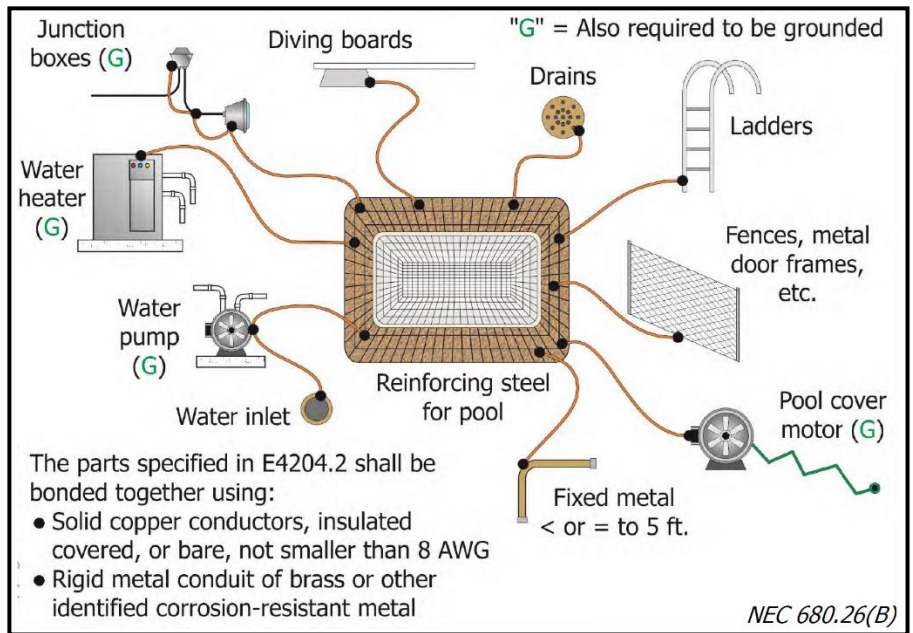 Junction
boxes (G)
Diving boards
"G" = Also required to be grounded
Drains
Ladders
Water
heater
(G)
Fences, metal
door frames,
etc.
Water
pump
(G)
Water inlet
Reinforcing steel
for pool
Pool cover
motor (G)
Fixed metal
< or = to 5 ft.
The parts specified in E4204.2 shall be
bonded together using:
● Solid copper conductors, insulated
covered, or bare, not smaller than 8 AWG
● Rigid metal conduit of brass or other
identified corrosion-resistant metal
NEC 680.26(B)